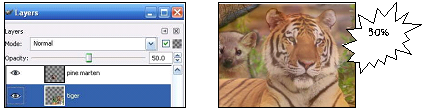 Layers
Layers
Mode: Normal
Opacity: 50.0
pine marten
tiger
50%